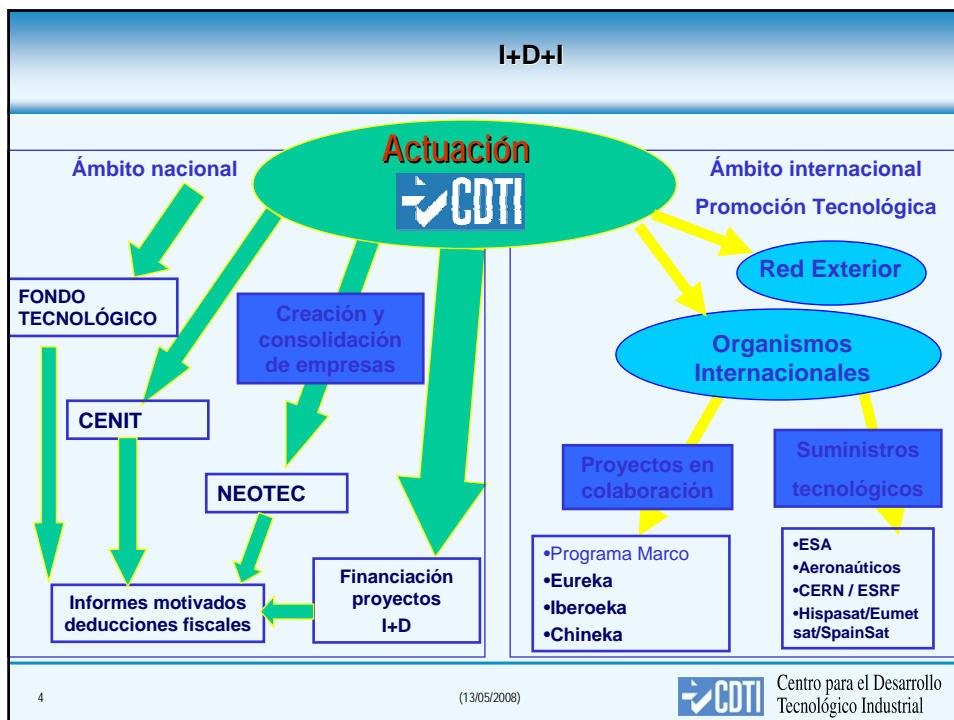 I+D+I
Actuación
CDTI
Ámbito nacional
FONDO
TECNOLÓGICO
Creación y
consolidación
de empresas
CENIT
NEOTEC
Informes motivados
deducciones fiscales
Financiación
proyectos
I+D
Ámbito internacional
Promoción Tecnológica
Red Exterior
Organismos
Internacionales
Proyectos en
colaboración
Suministros
tecnológicos
•Programa Marco
•Eureka
•Iberoeka
•Chineka
•ESA
•Aeronaúticos
•CERN / ESRF
•Hispasat/Eumet
sat/SpainSat
4
(13/05/2008)
CDTI
Centro para el Desarrollo
Tecnológico Industrial